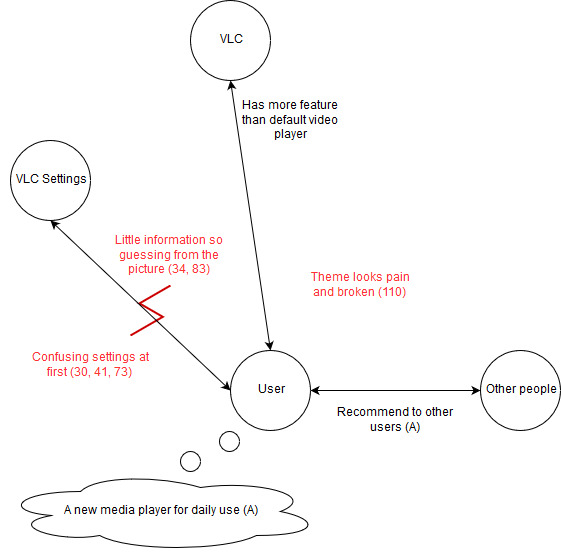 VLC
Has more feature
than default video
player
VLC Settings
Little information so
guessing from the
picture (34, 83)
Theme looks pain
and broken (110)
Confusing settings at
first (30, 41, 73)
User
Other people
Recommend to other
users (A)
A new media player for daily use (A)